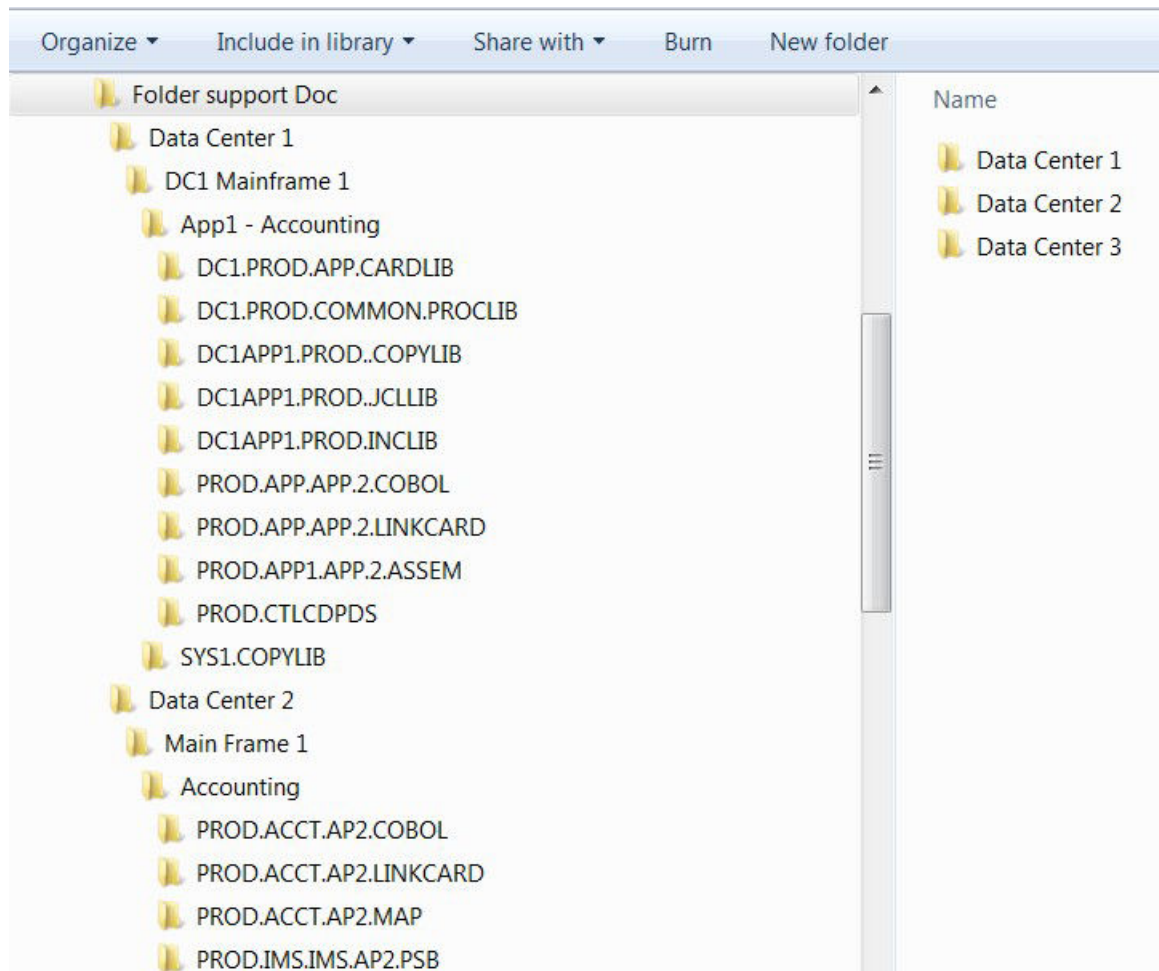 Organize Include in library Share with Burn New folder
Folder support Doc
Data Center 1
DC1 Mainframe 1
App1 - Accounting
DC1.PROD.APP.CARDLIB
DC1.PROD.COMMON.PROCLIB
DC1APP1.PROD..COPYLIB
DC1APP1.PROD..JCLLIB
DC1APP1.PROD.INCLIB
PROD.APP.APP.2.COBOL
PROD.APP.APP.2.LINKCARD
PROD.APP1.APP.2.ASSEM
PROD.CTLCDPDS
SYS1.COPYLIB
Data Center 2
Main Frame 1
Accounting
PROD.ACCT.AP2.COBOL
PROD.ACCT.AP2.LINKCARD
PROD.ACCT.AP2.MAP
PROD.IMS.IMS.AP2.PSB
Name
Data Center 1
Data Center 2
Data Center 3